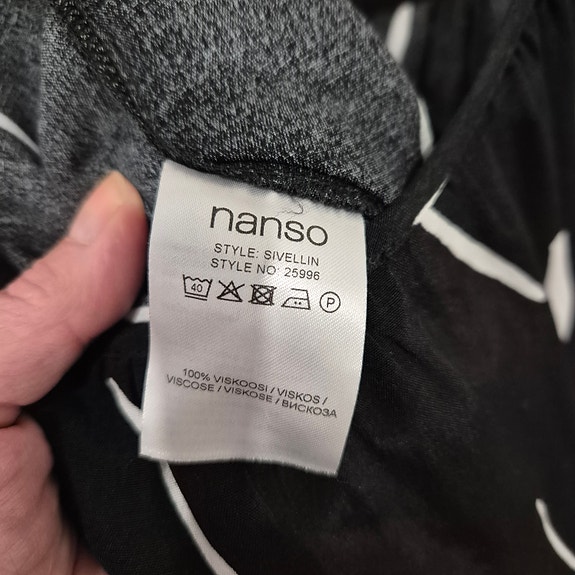 nanso
STYLE: SIVELLIN
STYLE NO: 25996
40 P
100% VISKOOSI / VISKOS /
VISCOSE / VISKOSE / ВИСКОЗА